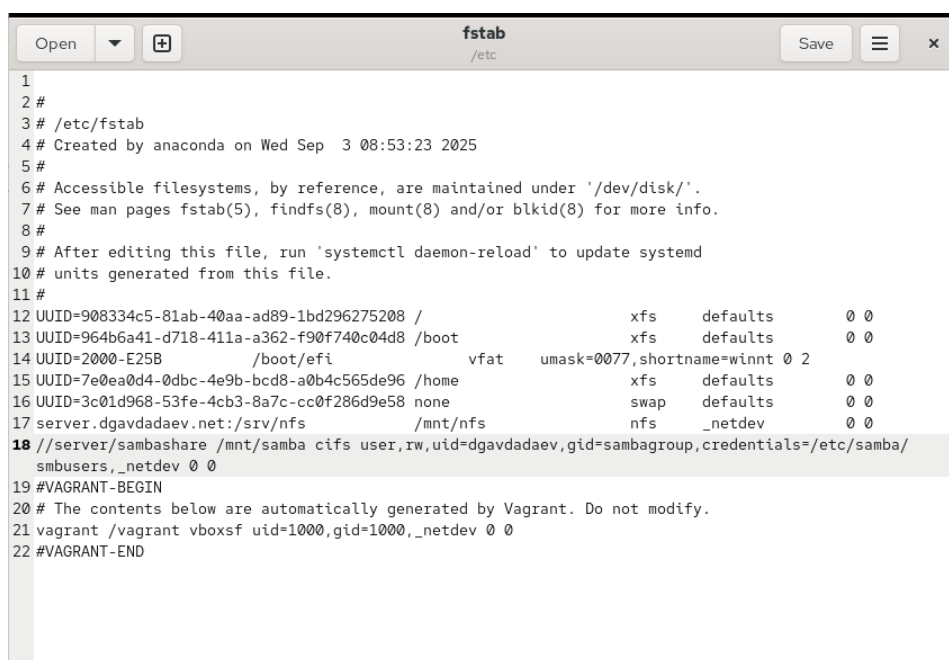 Open
fstab
/etc
Save
1
2 #
3 # /etc/fstab
4 # Created by anaconda on Wed Sep  3 08:53:23 2025
5 #
6 # Accessible filesystems, by reference, are maintained under '/dev/disk/'.
7 # See man pages fstab(5), findfs(8), mount(8) and/or blkid(8) for more info.
8 #
9 # After editing this file, run 'systemctl daemon-reload' to update systemd
10 # units generated from this file.
11 #
12 UUID=908334c5-81ab-40aa-ad89-1bd296275208 /                       xfs     defaults        0 0
13 UUID=964b6a41-d718-411a-a362-f90f740c04d8 /boot                   xfs     defaults        0 0
14 UUID=2000-E25B          /boot/efi               vfat    umask=0077,shortname=winnt 0 2
15 UUID=7e0ea0d4-0dbc-4e9b-bcd8-a0b4c565de96 /home                   xfs     defaults        0 0
16 UUID=3c01d968-53fe-4cb3-8a7c-cc0f286d9e58 none                    swap    defaults        0 0
17 server.dgavdadaev.net:/srv/nfs            /mnt/nfs                nfs     _netdev         0 0
18 //server/sambashare /mnt/samba cifs user,rw,uid=dgavdadaev,gid=sambagroup,credentials=/etc/samba/
smbusers,_netdev 0 0
19 #VAGRANT-BEGIN
20 # The contents below are automatically generated by Vagrant. Do not modify.
21 vagrant /vagrant vboxsf uid=1000,gid=1000,_netdev 0 0
22 #VAGRANT-END